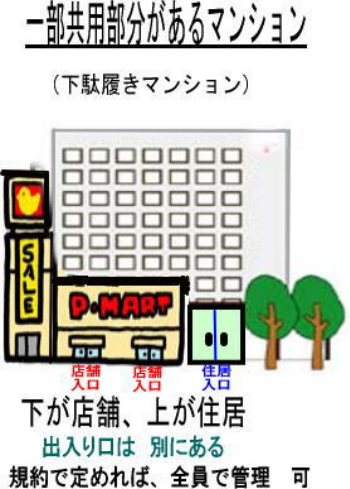 一部共用部分があるマンション
（下駄履きマンション）
SALE
P・MART
店舗
入口
店舗
入口
住居
入口
下が店舗、上が住居
出入り口は 別にある
規約で定めれば、全員で管理 可